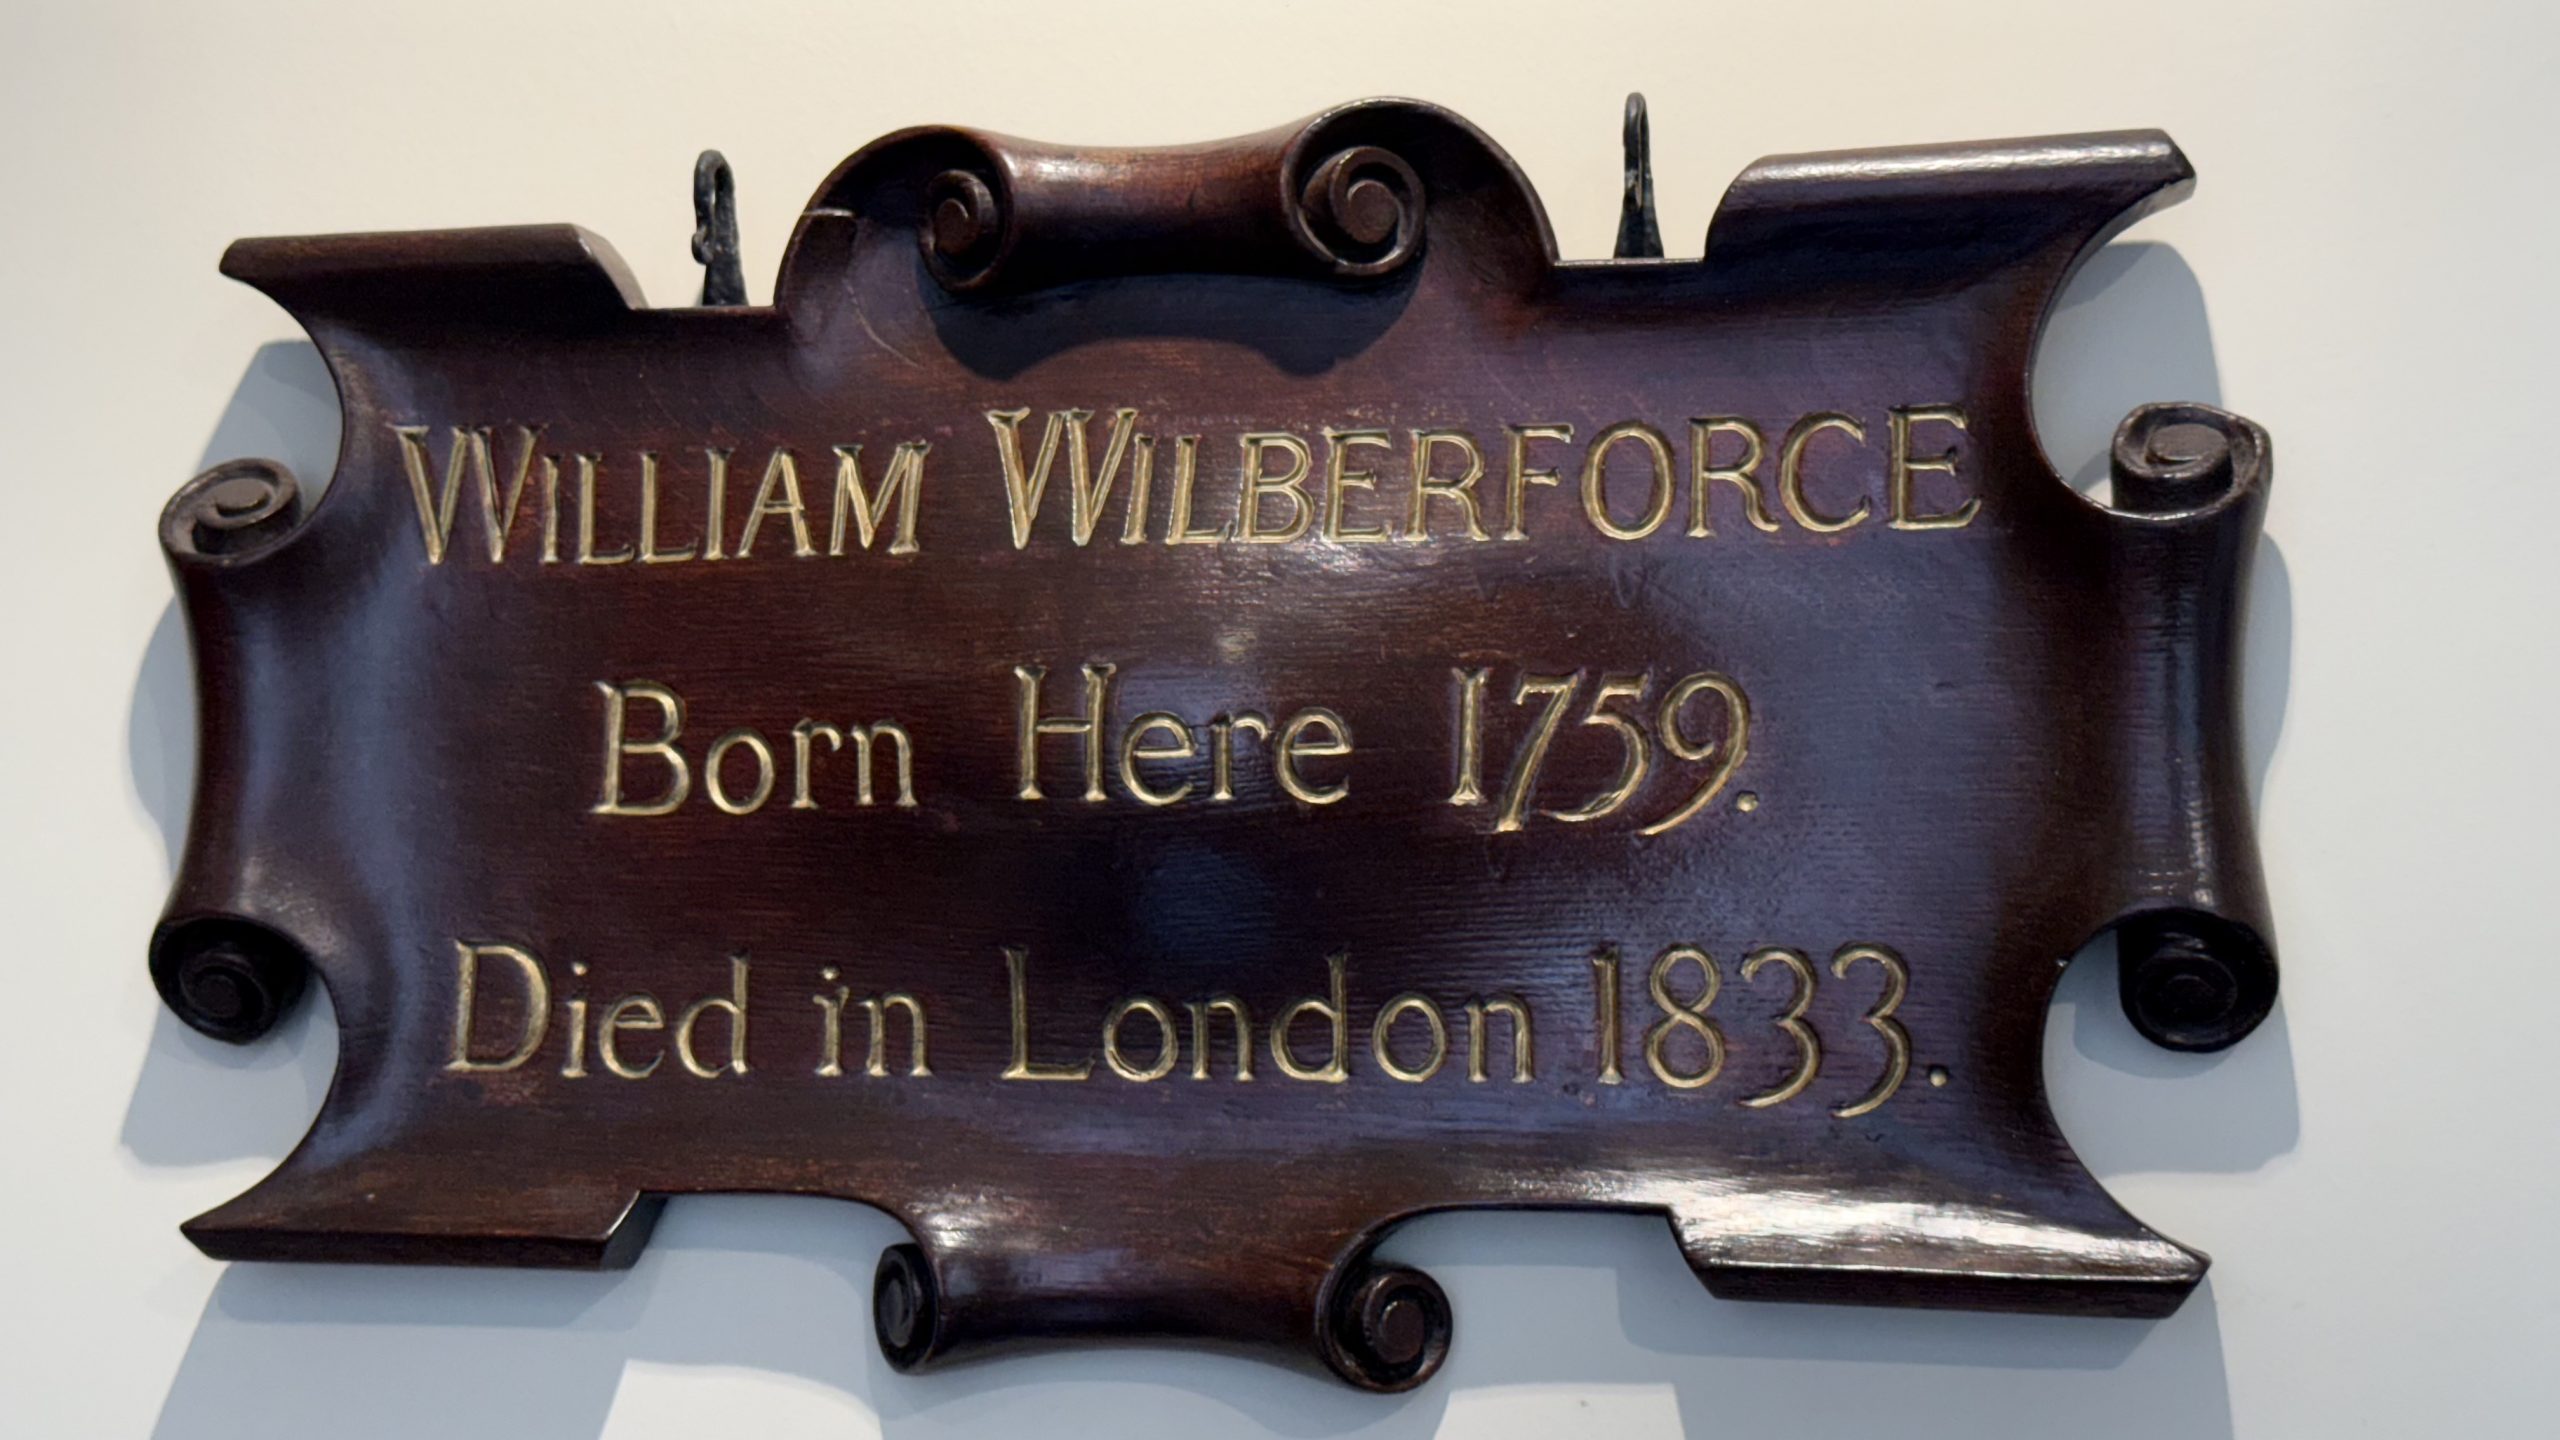 WILLIAM WILBERFORCE
Born Here 1759.
Died in London 1833.